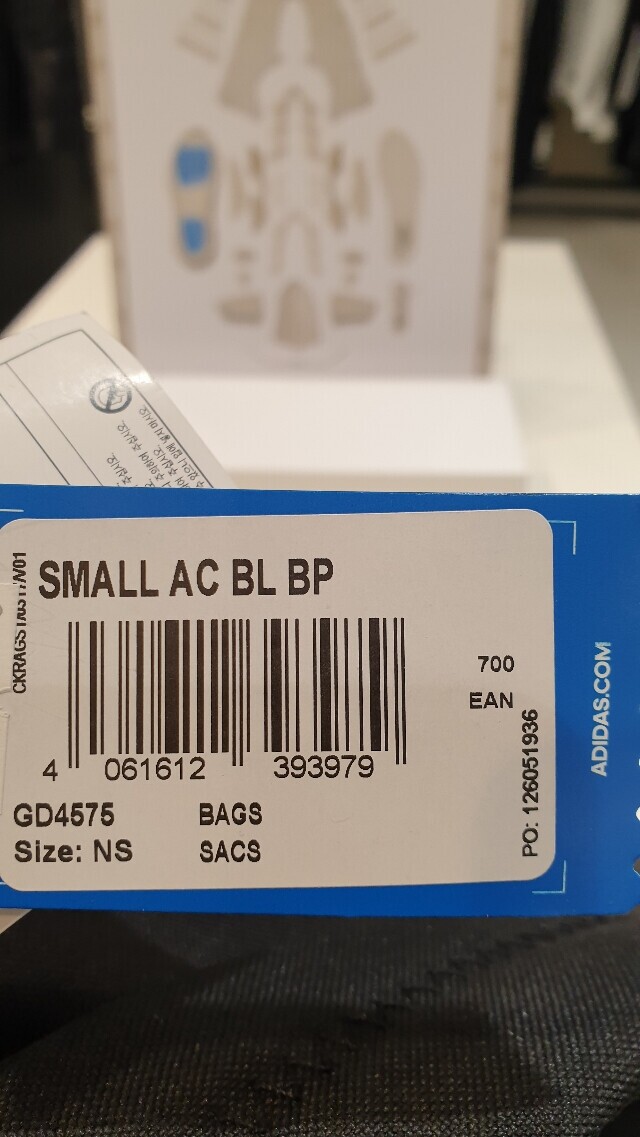 SMALL AC BL BP
700
EAN
4 061612 393979
GD4575 BAGS
Size: NS SACS
PO: 126051936
ADIDAS.COM